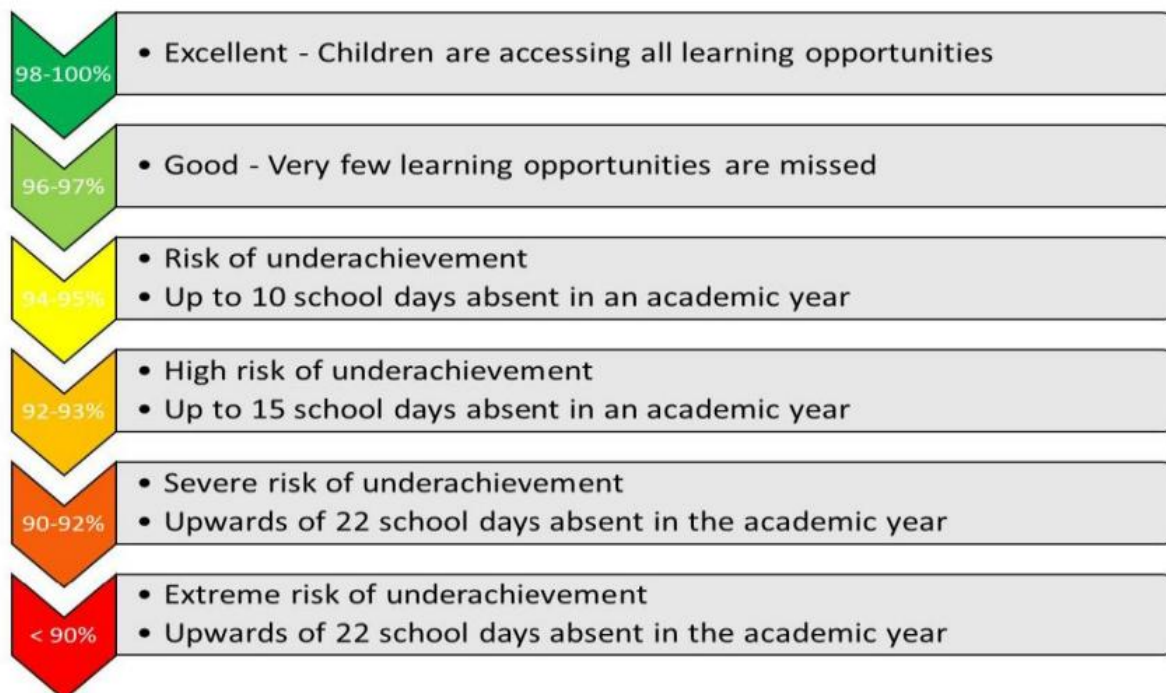 98-100%
• Excellent - Children are accessing all learning opportunities
96-97%
• Good - Very few learning opportunities are missed
94-95%
• Risk of underachievement
• Up to 10 school days absent in an academic year
92-93%
• High risk of underachievement
• Up to 15 school days absent in an academic year
90-92%
• Severe risk of underachievement
• Upwards of 22 school days absent in the academic year
< 90%
• Extreme risk of underachievement
• Upwards of 22 school days absent in the academic year